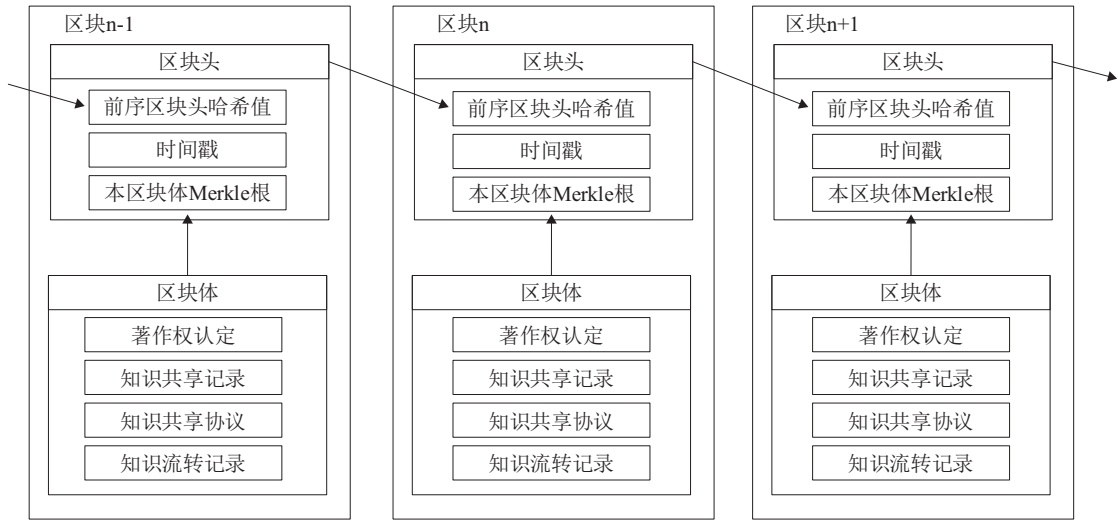 区块n-1
区块头
前序区块头哈希值
时间戳
本区块体Merkle根
区块体
著作权认定
知识共享记录
知识共享协议
知识流转记录
区块n
区块头
前序区块头哈希值
时间戳
本区块体Merkle根
区块体
著作权认定
知识共享记录
知识共享协议
知识流转记录
区块n+1
区块头
前序区块头哈希值
时间戳
本区块体Merkle根
区块体
著作权认定
知识共享记录
知识共享协议
知识流转记录